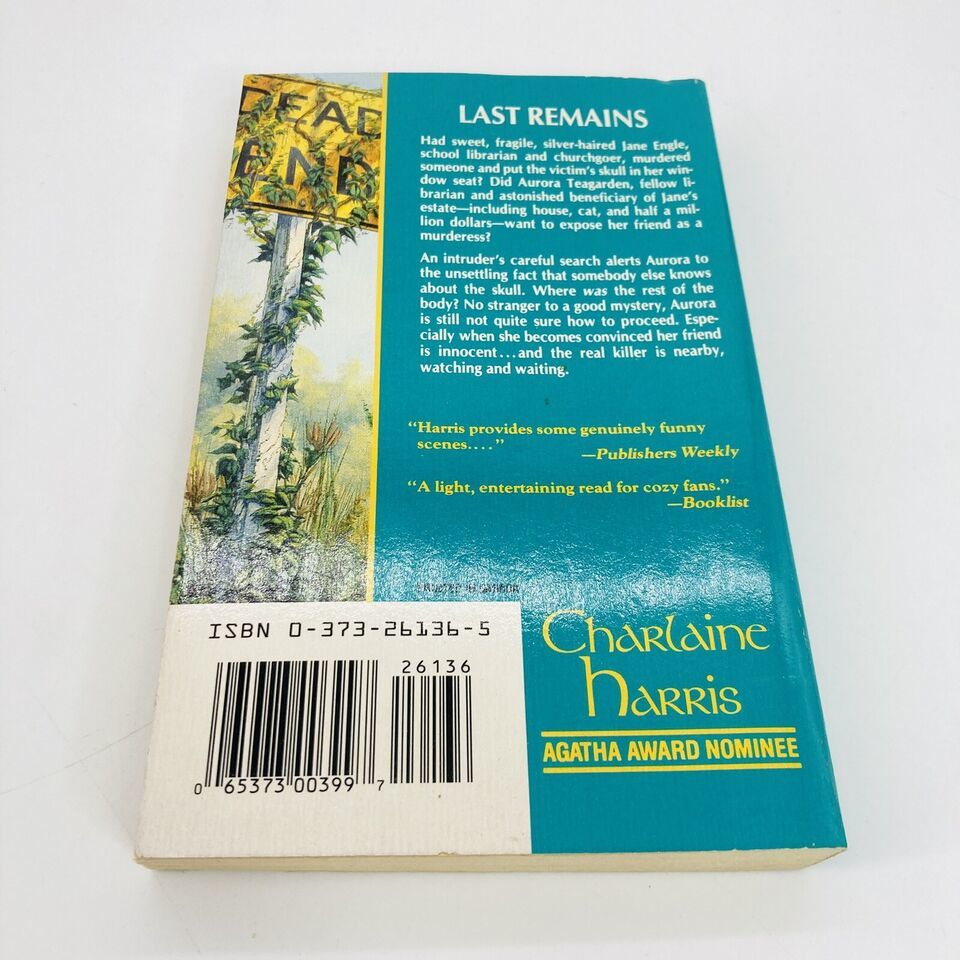 DEAD
END
LAST REMAINS
Had sweet, fragile, silver-haired Jane Engle,
school librarian and churchgoer, murdered
someone and put the victim's skull in her win-
dow seat? Did Aurora Teagarden, fellow li-
brarian and astonished beneficiary of Jane's
estate—including house, cat, and half a mil-
lion dollars—want to expose her friend as a
murderess?
An intruder's careful search alerts Aurora to
the unsettling fact that somebody else knows
about the skull. Where was the rest of the
body? No stranger to a good mystery, Aurora
is still not quite sure how to proceed. Espe-
cially when she becomes convinced her friend
is innocent...and the real killer is nearby,
watching and waiting.
“Harris provides some genuinely funny
scenes....”
—Publishers Weekly
“A light, entertaining read for cozy fans.”
—Booklist
ISBN 0-373-26136-5
26136
0 65373 00399 7
Charlaine
Harris
AGATHA AWARD NOMINEE